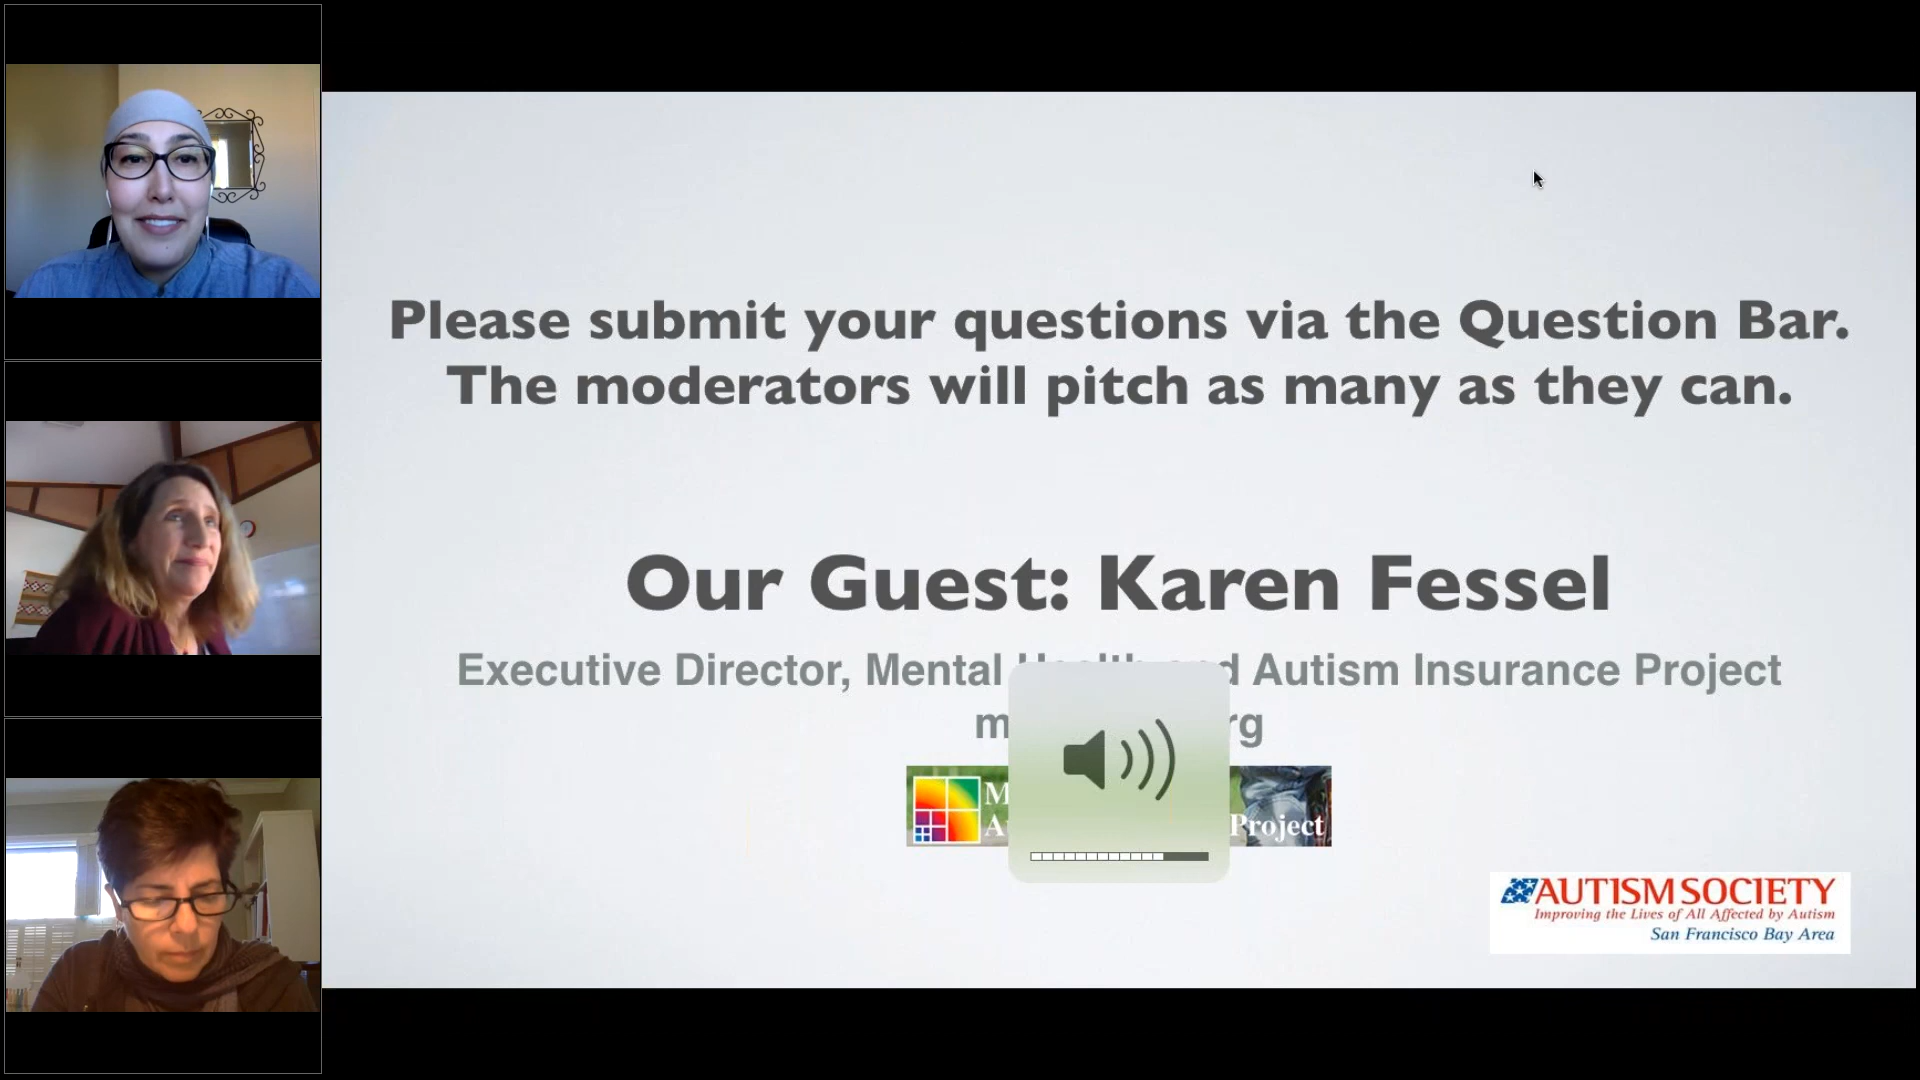 Please submit your questions via the Question Bar.
The moderators will pitch as many as they can.
Our Guest: Karen Fessel
Executive Director, Mental Health and Autism Insurance Project
Project
AUTISM SOCIETY
Improving the Lives of All Affected by Autism
San Francisco Bay Area